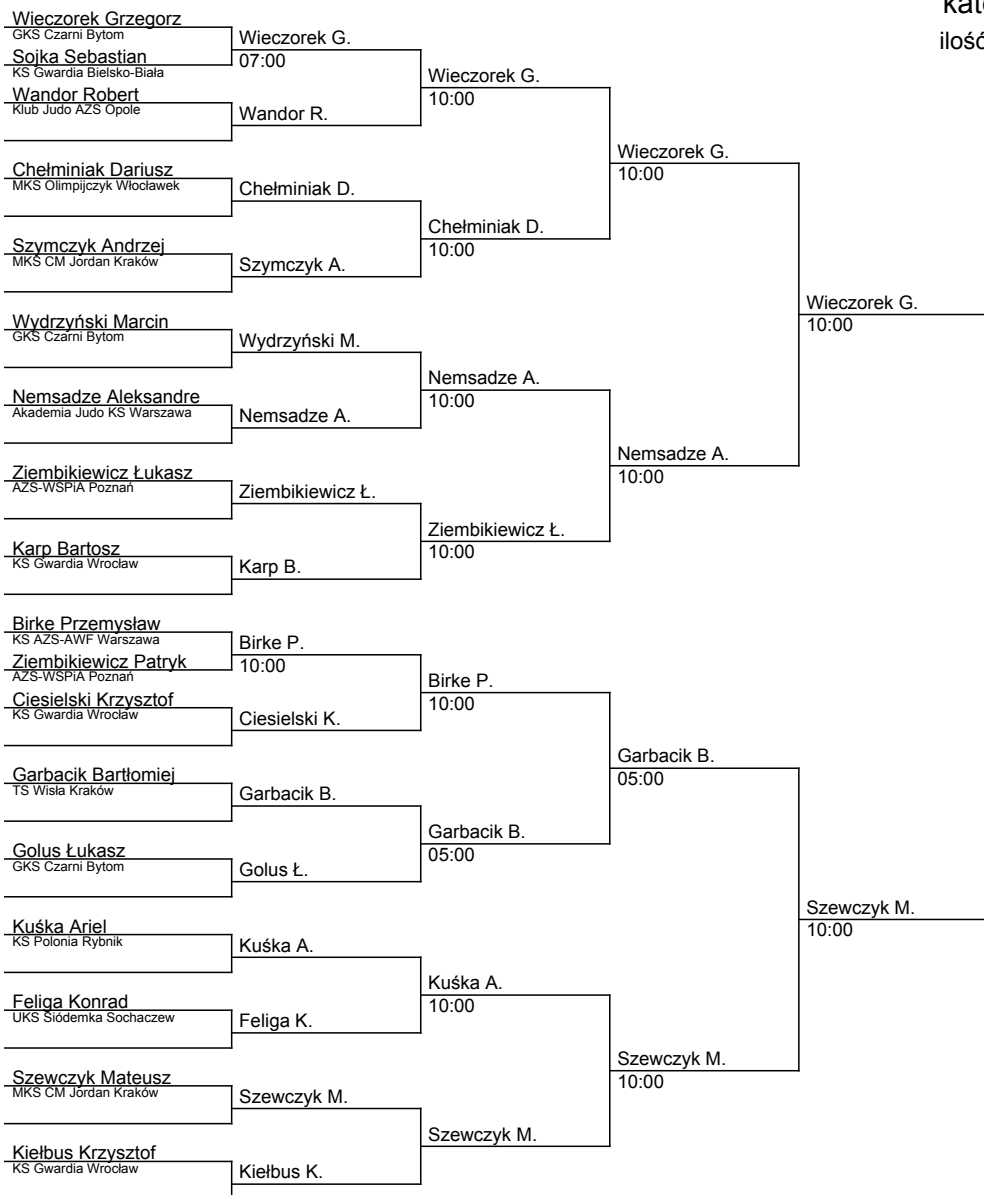 kate
ilość
Wieczorek Grzegorz
GKS Czarni Bytom
Sojka Sebastian
KS Gwardia Bielsko-Biała
Wandor Robert
Klub Judo AZS Opole
Chełminiak Dariusz
MKS Olimpijczyk Włocławek
Szymczyk Andrzej
MKS CM Jordan Kraków
Wydrzyński Marcin
GKS Czarni Bytom
Nemsadze Aleksandre
Akademia Judo KS Warszawa
Ziembikiewicz Łukasz
AZS-WSPiA Poznań
Karp Bartosz
KS Gwardia Wrocław
Birke Przemysław
KS AZS-AWF Warszawa
Ziembikiewicz Patryk
AZS-WSPiA Poznań
Ciesielski Krzysztof
KS Gwardia Wrocław
Garbacik Bartłomiej
TS Wisła Kraków
Golus Łukasz
GKS Czarni Bytom
Kuśka Ariel
KS Polonia Rybnik
Feliga Konrad
UKS Siódemka Sochaczew
Szewczyk Mateusz
MKS CM Jordan Kraków
Kiełbus Krzysztof
KS Gwardia Wrocław
Wieczorek G.
07:00
Wandor R.
Chełminiak D.
Szymczyk A.
Wydrzyński M.
Nemsadze A.
Ziembikiewicz Ł.
Karp B.
Birke P.
10:00
Ciesielski K.
Garbacik B.
Golus Ł.
Kuśka A.
Feliga K.
Szewczyk M.
Kiełbus K.
Wieczorek G.
10:00
Chełminiak D.
10:00
Nemsadze A.
10:00
Ziembikiewicz Ł.
10:00
Birke P.
10:00
Garbacik B.
05:00
Kuśka A.
10:00
Szewczyk M.
Wieczorek G.
10:00
Nemsadze A.
10:00
Garbacik B.
05:00
Szewczyk M.
10:00
Wieczorek G.
10:00
Szewczyk M.
10:00